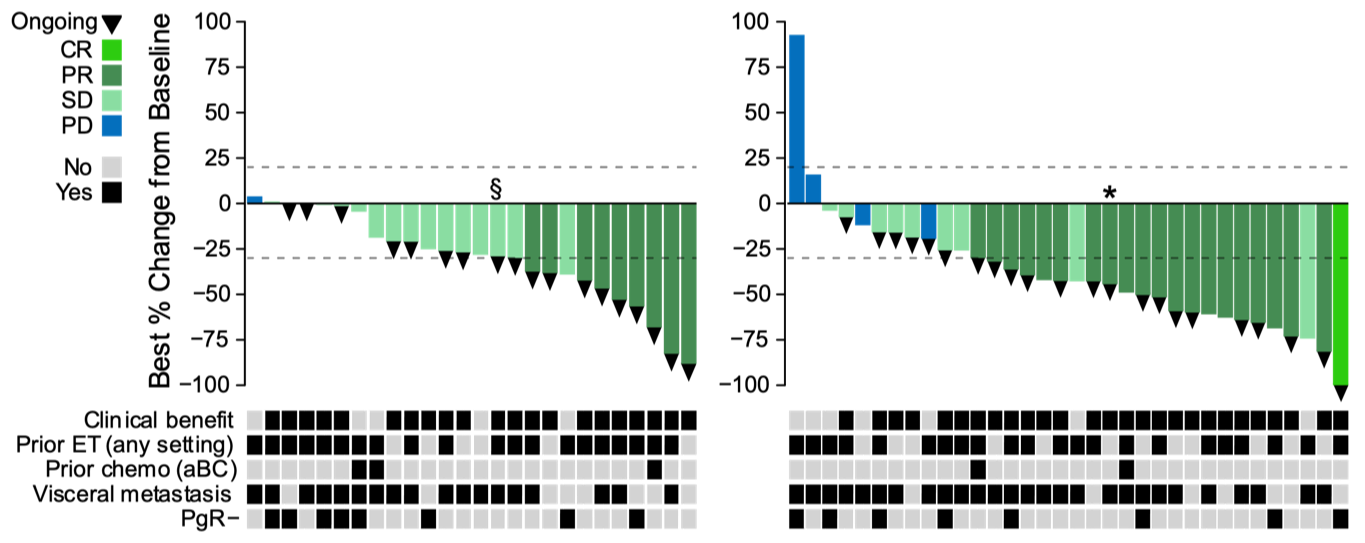 Ongoing
CR
PR
SD
PD
No
Yes
Best % Change from Baseline
100
75
50
25
0
−25
−50
−75
−100
§
100
75
50
25
0
−25
−50
−75
−100
*
Clinical benefit
Prior ET (any setting)
Prior chemo (aBC)
Visceral metastasis
PgR−